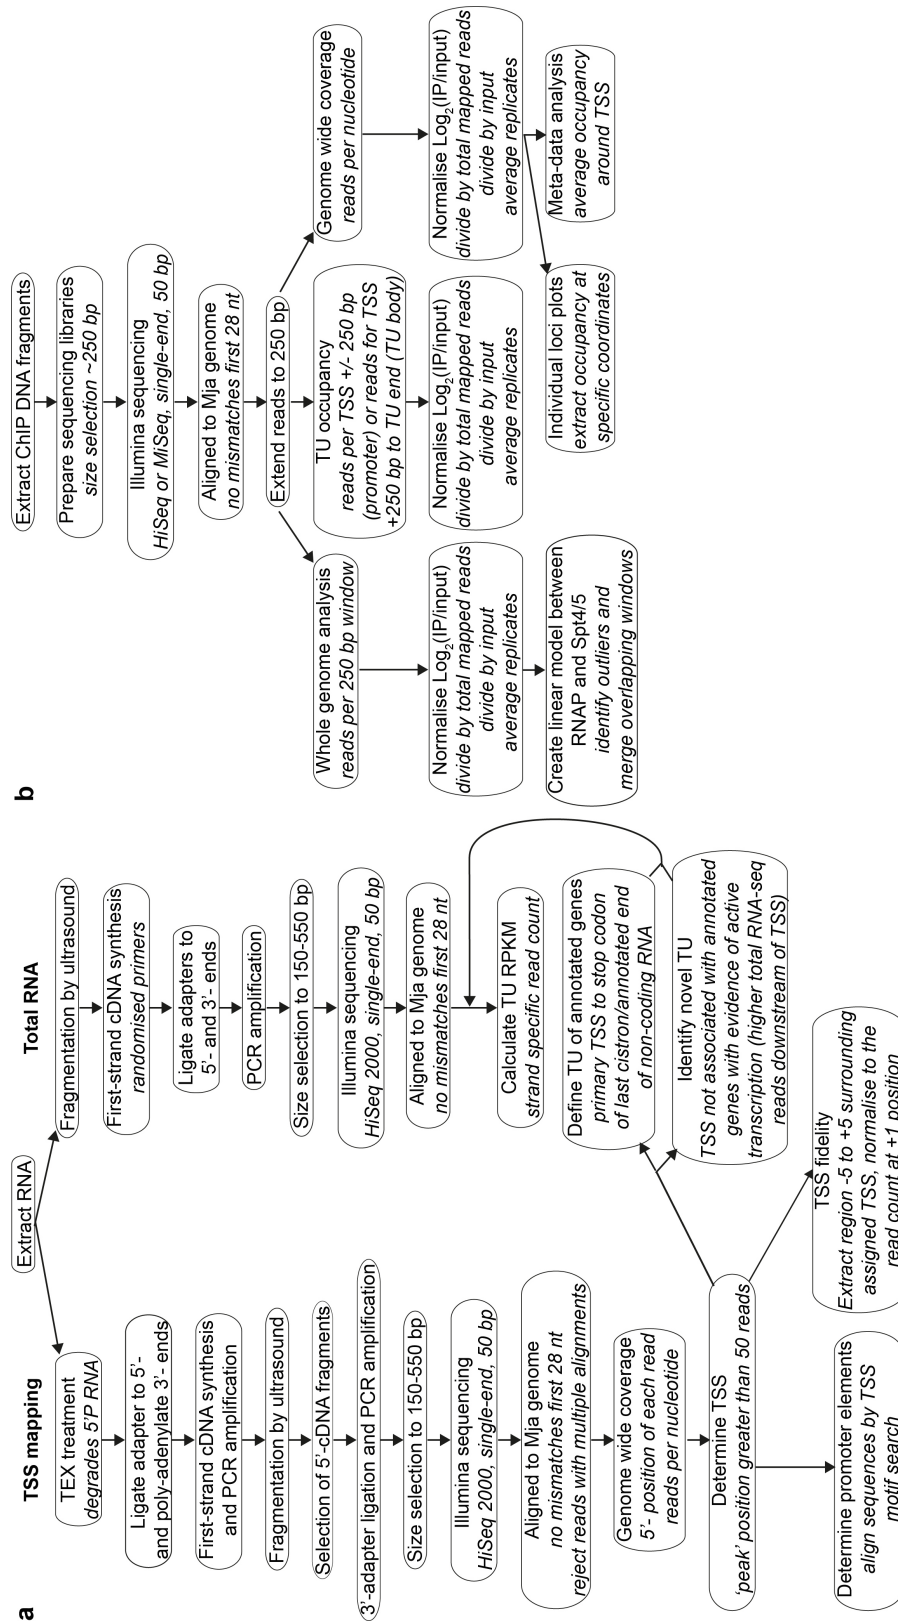 a
TSS mapping
Total RNA
Extract RNA
TEX treatment
degrades 5'P RNA
Ligate adapter to 5'-
and poly-adenylate 3'- ends
First-strand cDNA synthesis
and PCR amplification
Fragmentation by ultrasound
Selection of 5'-cDNA fragments
3'-adapter ligation and PCR amplification
Size selection to 150-550 bp
Illumina sequencing
HiSeq 2000, single-end, 50 bp
Aligned to Mja genome
no mismatches first 28 nt
reject reads with multiple alignments
Genome wide coverage
5'- position of each read
reads per nucleotide
Determine TSS
'peak' position greater than 50 reads
Determine promoter elements
align sequences by TSS
motif search
Fragmentation by ultrasound
First-strand cDNA synthesis
randomised primers
Ligate adapters to
5'- and 3'- ends
PCR amplification
Size selection to 150-550 bp
Illumina sequencing
HiSeq 2000, single-end, 50 bp
Aligned to Mja genome
no mismatches first 28 nt
Calculate TU RPKM
strand specific read count
Define TU of annotated genes
primary TSS to stop codon
of last cistron/annotated end
of non-coding RNA
Identify novel TU
TSS not associated with annotated
genes with evidence of active
transcription (higher total RNA-seq
reads downstream of TSS)
TSS fidelity
Extract region -5 to +5 surrounding
assigned TSS, normalise to the
read count at +1 position
b
Extract ChIP DNA fragments
Prepare sequencing libraries
size selection ~250 bp
Illumina sequencing
HiSeq or MiSeq, single-end, 50 bp
Aligned to Mja genome
no mismatches first 28 nt
Extend reads to 250 bp
Whole genome analysis
reads per 250 bp window
Normalise Log2(IP/input)
divide by total mapped reads
divide by input
average replicates
Create linear model between
RNAP and Spt4/5
identify outliers and
merge overlapping windows
TU occupancy
reads per TSS +/- 250 bp
(promoter) or reads for TSS
+250 bp to TU end (TU body)
Normalise Log2(IP/input)
divide by total mapped reads
divide by input
average replicates
Genome wide coverage
reads per nucleotide
Normalise Log2(IP/input)
divide by total mapped reads
divide by input
average replicates
Individual loci plots
extract occupancy at
specific coordinates
Meta-data analysis
average occupancy
around TSS